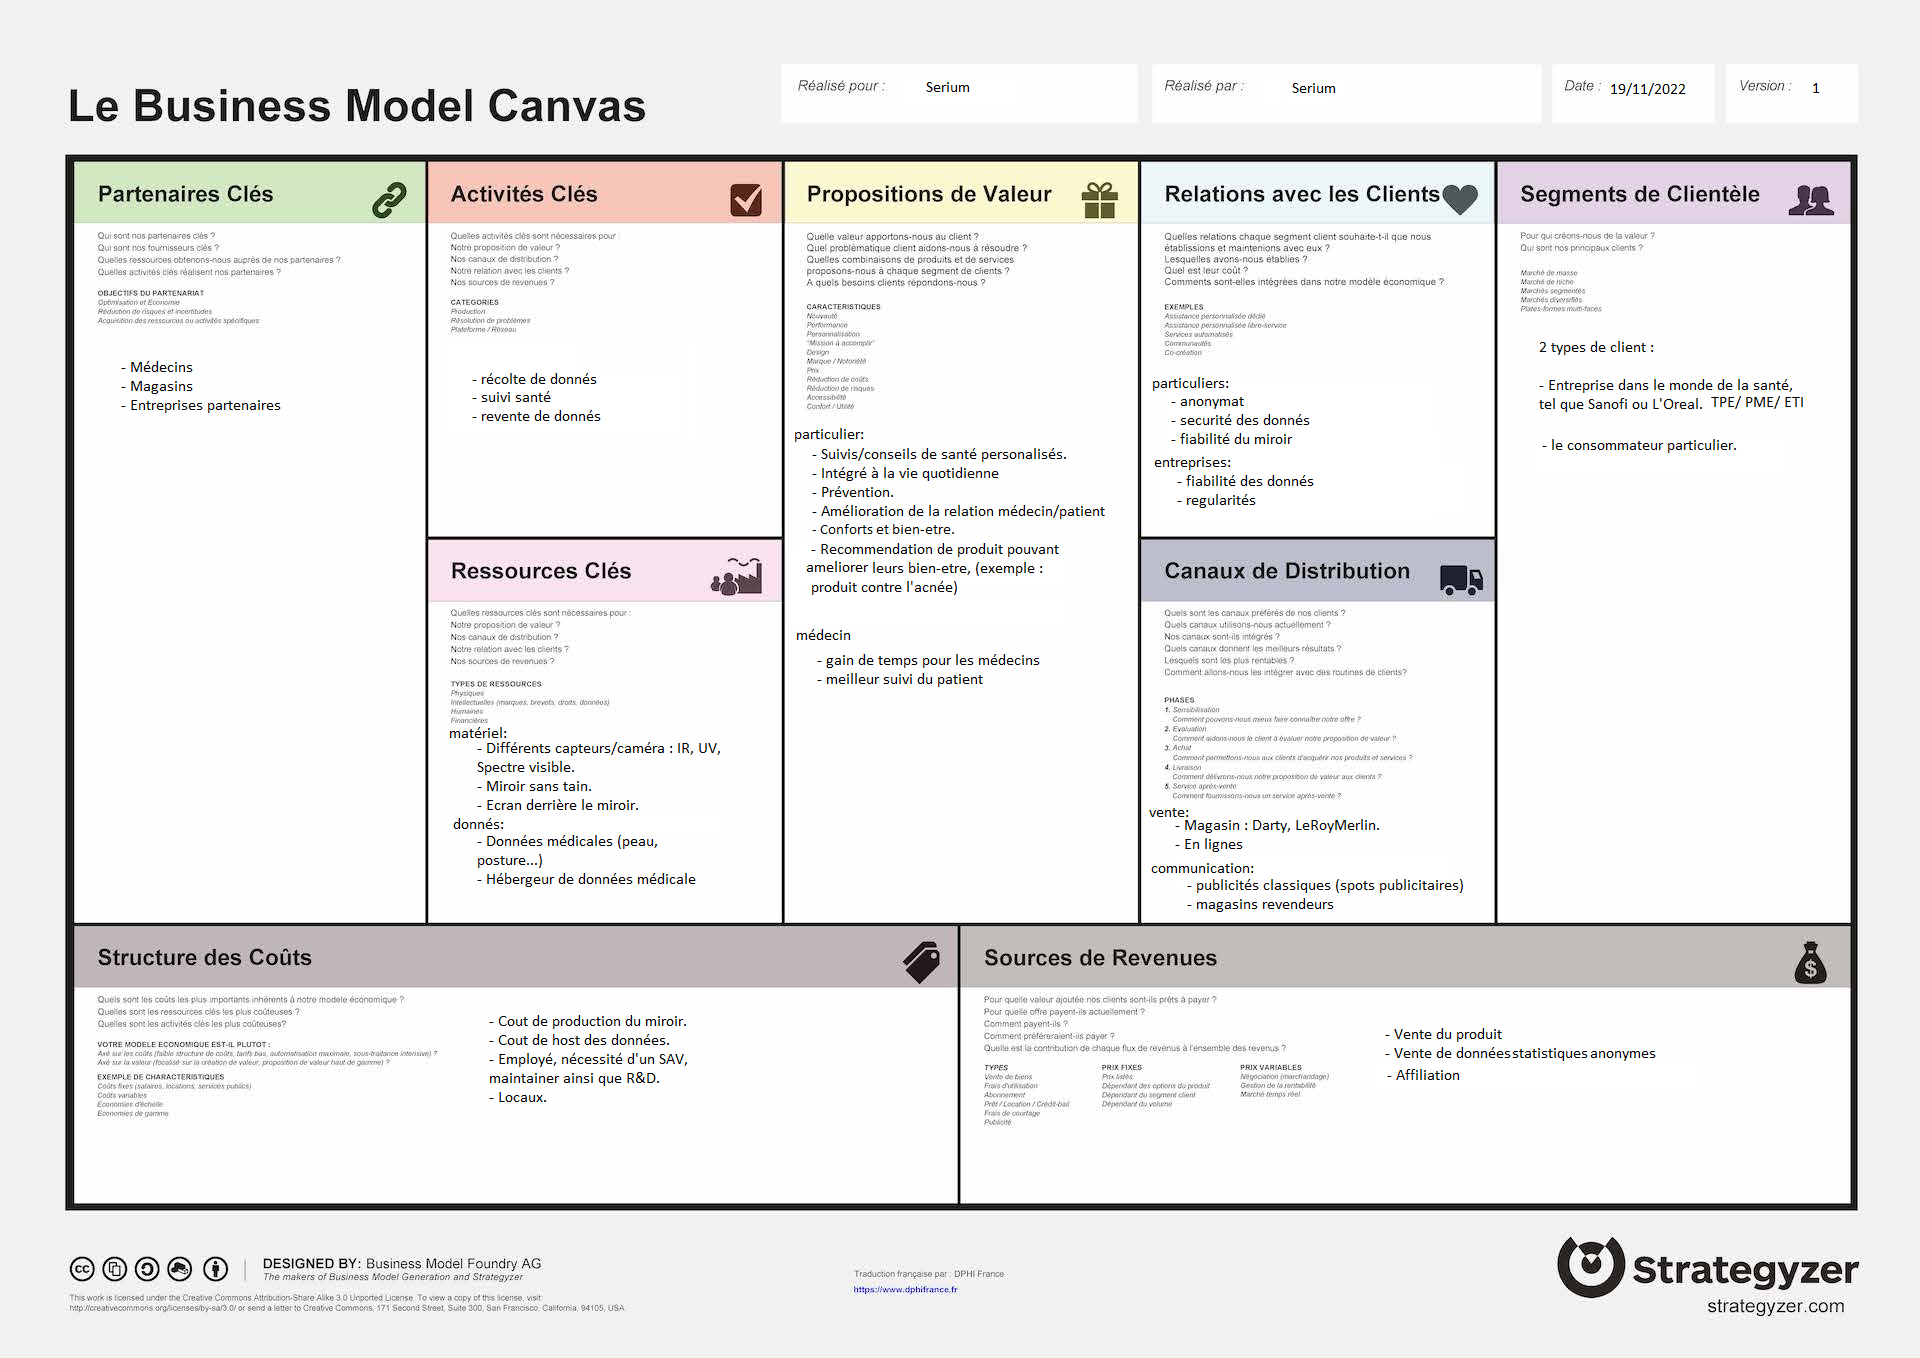 Le Business Model Canvas
Réalisé pour : Serium
Réalisé par : Serium
Date : 19/11/2022
Version : 1
Partenaires Clés
Qui sont nos partenaires clés ?
Qui sont nos fournisseurs clés ?
Quelles ressources obtenons-nous auprès de nos partenaires ?
Quelles activités clés réalisent nos partenaires ?
OBJECTIFS DU PARTENARIAT
Optimisation et Economie
Réduction de risques et incertitudes
Acquisition des ressources ou activités spécifiques
- Médecins
- Magasins
- Entreprises partenaires
Activités Clés
Quelles activités clés sont nécessaires pour :
Notre proposition de valeur ?
Nos canaux de distribution ?
Notre relation avec les clients ?
Nos sources de revenues ?
CATEGORIES
Production
Résolution de problèmes
Plateforme / Réseau
- récolte de donnés
- suivi santé
- revente de donnés
Ressources Clés
Quelles ressources clés sont nécessaires pour :
Notre proposition de valeur ?
Nos canaux de distribution ?
Notre relation avec les clients ?
Nos sources de revenues ?
TYPES DE RESSOURCES
Physiques
Intellectuelles (marques, brevets, droits, données)
Humaines
Financières
matériel:
- Différents capteurs/caméra : IR, UV,
Spectre visible.
- Miroir sans tain.
- Ecran derrière le miroir.
donnés:
- Données médicales (peau,
posture...)
- Hébergeur de données médicale
Propositions de Valeur
Quelle valeur apportons-nous au client ?
Quel problématique client aidons-nous à résoudre ?
Quelles combinaisons de produits et de services
proposons-nous à chaque segment de clients ?
A quels besoins clients répondons-nous ?
CARACTERISTIQUES
Nouveauté
Performance
Personnalisation
"Mission à accomplir"
Design
Marque / Notoriété
Prix
Réduction de coûts
Réduction de risques
Accessibilité
Confort / Utilité
particulier:
- Suivis/conseils de santé personalisés.
- Intégré à la vie quotidienne
- Prévention.
- Amélioration de la relation médecin/patient
- Conforts et bien-etre.
- Recommendation de produit pouvant
ameliorer leurs bien-etre, (exemple :
produit contre l'acnée)
médecin
- gain de temps pour les médecins
- meilleur suivi du patient
Relations avec les Clients
Quelles relations chaque segment client souhaite-t-il que nous
établissions et maintenions avec eux ?
Lesquelles avons-nous établies ?
Quel est leur coût ?
Comments sont-elles intégrées dans notre modèle économique ?
EXEMPLES
Assistance personnalisée dédié
Assistance personnalisée libre-service
Services automatisés
Communautés
Co-création
particuliers:
- anonymat
- securité des donnés
- fiabilité du miroir
entreprises:
- fiabilité des donnés
- regularités
Canaux de Distribution
Quels sont les canaux préférés de nos clients ?
Quels canaux utilisons-nous actuellement ?
Nos canaux sont-ils intégrés ?
Quels canaux donnent les meilleurs résultats ?
Lesquels sont les plus rentables ?
Comment allons-nous les intégrer avec des routines de clients?
PHASES
1. Sensibilisation
Comment pouvons-nous mieux faire connaître notre offre ?
2. Evaluation
Comment aidons-nous le client à évaluer notre proposition de valeur ?
3. Achat
Comment permettons-nous aux clients d'acquérir nos produits et services ?
4. Livraison
Comment délivrons-nous notre proposition de valeur aux clients ?
5. Service après-vente
Comment fournissons-nous un service après-vente ?
vente:
- Magasin : Darty, LeRoyMerlin.
- En lignes
communication:
- publicités classiques (spots publicitaires)
- magasins revendeurs
Segments de Clientèle
Pour qui créons-nous de la valeur ?
Qui sont nos principaux clients ?
Marché de masse
Marché de niche
Marchés segmentés
Marchés diversifiés
Plates-formes multi-faces
2 types de client :
- Entreprise dans le monde de la santé,
tel que Sanofi ou L'Oreal. TPE/ PME/ ETI
- le consommateur particulier.
Structure des Coûts
Quels sont les coûts les plus importants inhérents à notre modele économique ?
Quelles sont les ressources clés les plus coûteuses ?
Quelles sont les activités clés les plus coûteuses?
VOTRE MODELE ECONOMIQUE EST-IL PLUTOT :
Axé sur les coûts (faible structure de coûts, tarifs bas, automatisation maximale, sous-traitance intensive) ?
Axé sur la valeur (focalisé sur la création de valeur, proposition de valeur haut de gamme) ?
EXEMPLE DE CHARACTERISTIQUES
Coûts fixes (salaires, locations, services publics)
Coûts variables
Economies d'échelle
Economies de gamme
- Cout de production du miroir.
- Cout de host des données.
- Employé, nécessité d'un SAV,
maintainer ainsi que R&D.
- Locaux.
Sources de Revenues
Pour quelle valeur ajoutée nos clients sont-ils prêts à payer ?
Pour quelle offre payent-ils actuellement ?
Comment payent-ils ?
Comment préféreraient-ils payer ?
Quelle est la contribution de chaque flux de revenus à l'ensemble des revenus ?
TYPES
Vente de biens
Frais d'utilisation
Abonnement
Prêt / Location / Crédit-bail
Frais de courtage
Publicité
PRIX FIXES
Prix listés
Dépendant des options du produit
Dépendant du segment client
Dépendant du volume
PRIX VARIABLES
Négociation (marchandage)
Gestion de la rentabilité
Marché temps réel
- Vente du produit
- Vente de données statistiques anonymes
- Affiliation
DESIGNED BY: Business Model Foundry AG
The makers of Business Model Generation and Strategyzer
This work is licensed under the Creative Commons Attribution-Share Alike 3.0 Unported License. To view a copy of this license, visit:
http://creativecommons.org/licenses/by-sa/3.0/ or send a letter to Creative Commons, 171 Second Street, Suite 300, San Francisco, California, 94105, USA.
Traduction française par : DPHI France
https://www.dphifrance.fr
Strategyzer
strategyzer.com